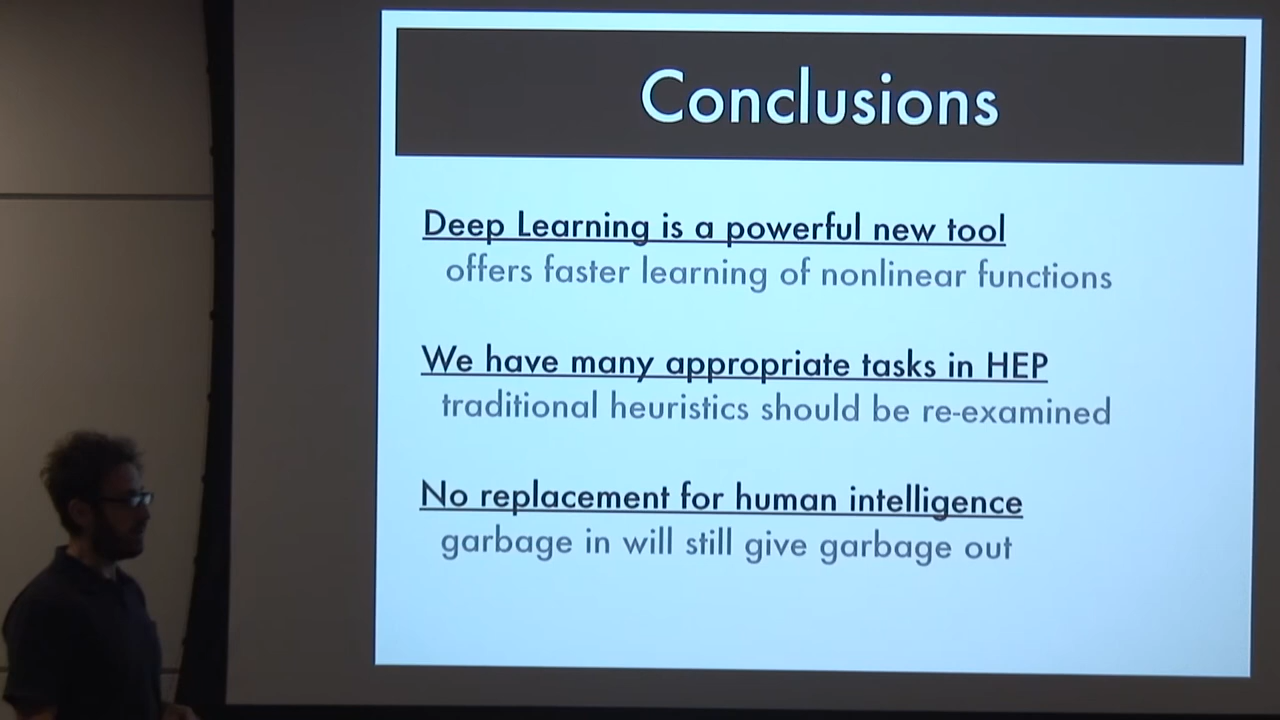 Conclusions
Deep Learning is a powerful new tool
offers faster learning of nonlinear functions
We have many appropriate tasks in HEP
traditional heuristics should be re-examined
No replacement for human intelligence
garbage in will still give garbage out